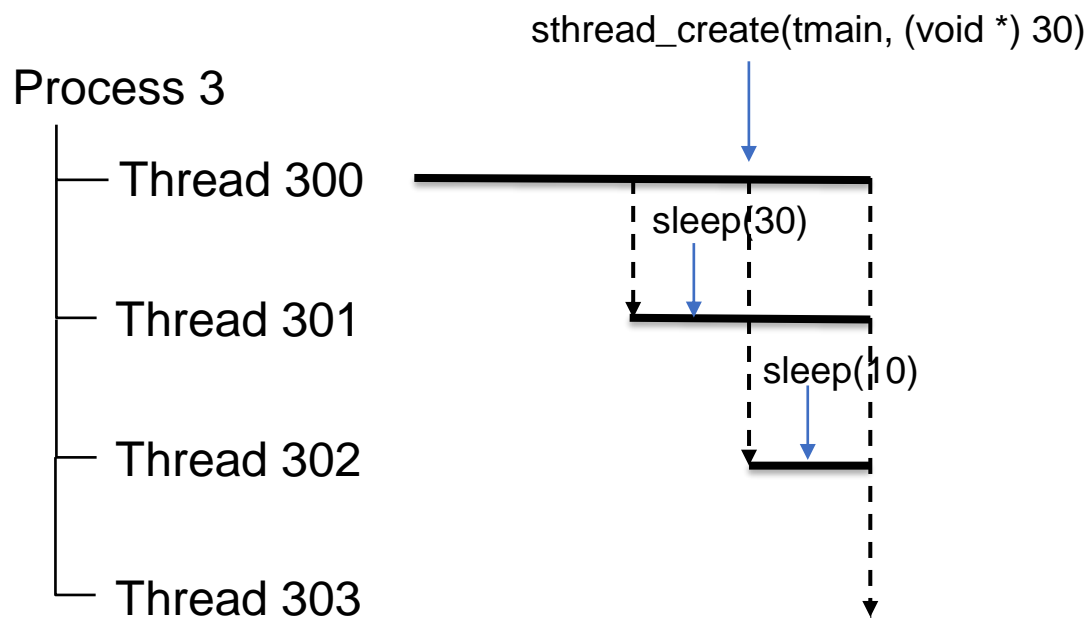 sthread_create(tmain, (void *) 30)
Process 3
Thread 300
sleep(30)
Thread 301
sleep(10)
Thread 302
Thread 303